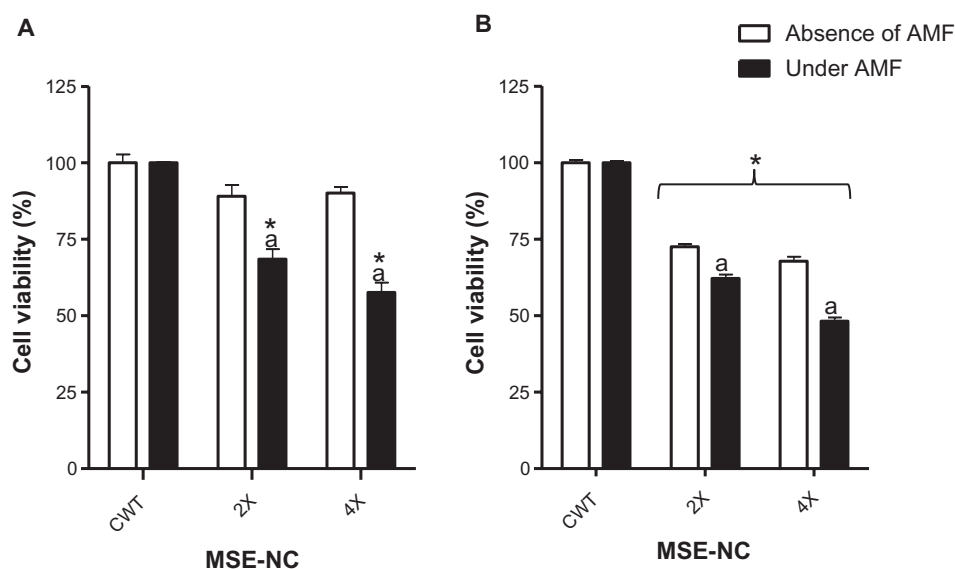 A
B
Absence of AMF
Under AMF
Cell viability (%)
125
100
75
50
25
0
*
a
*
a
CWT
2X
4X
MSE-NC
Cell viability (%)
125
100
75
50
25
0
*
a
a
CWT
2X
4X
MSE-NC